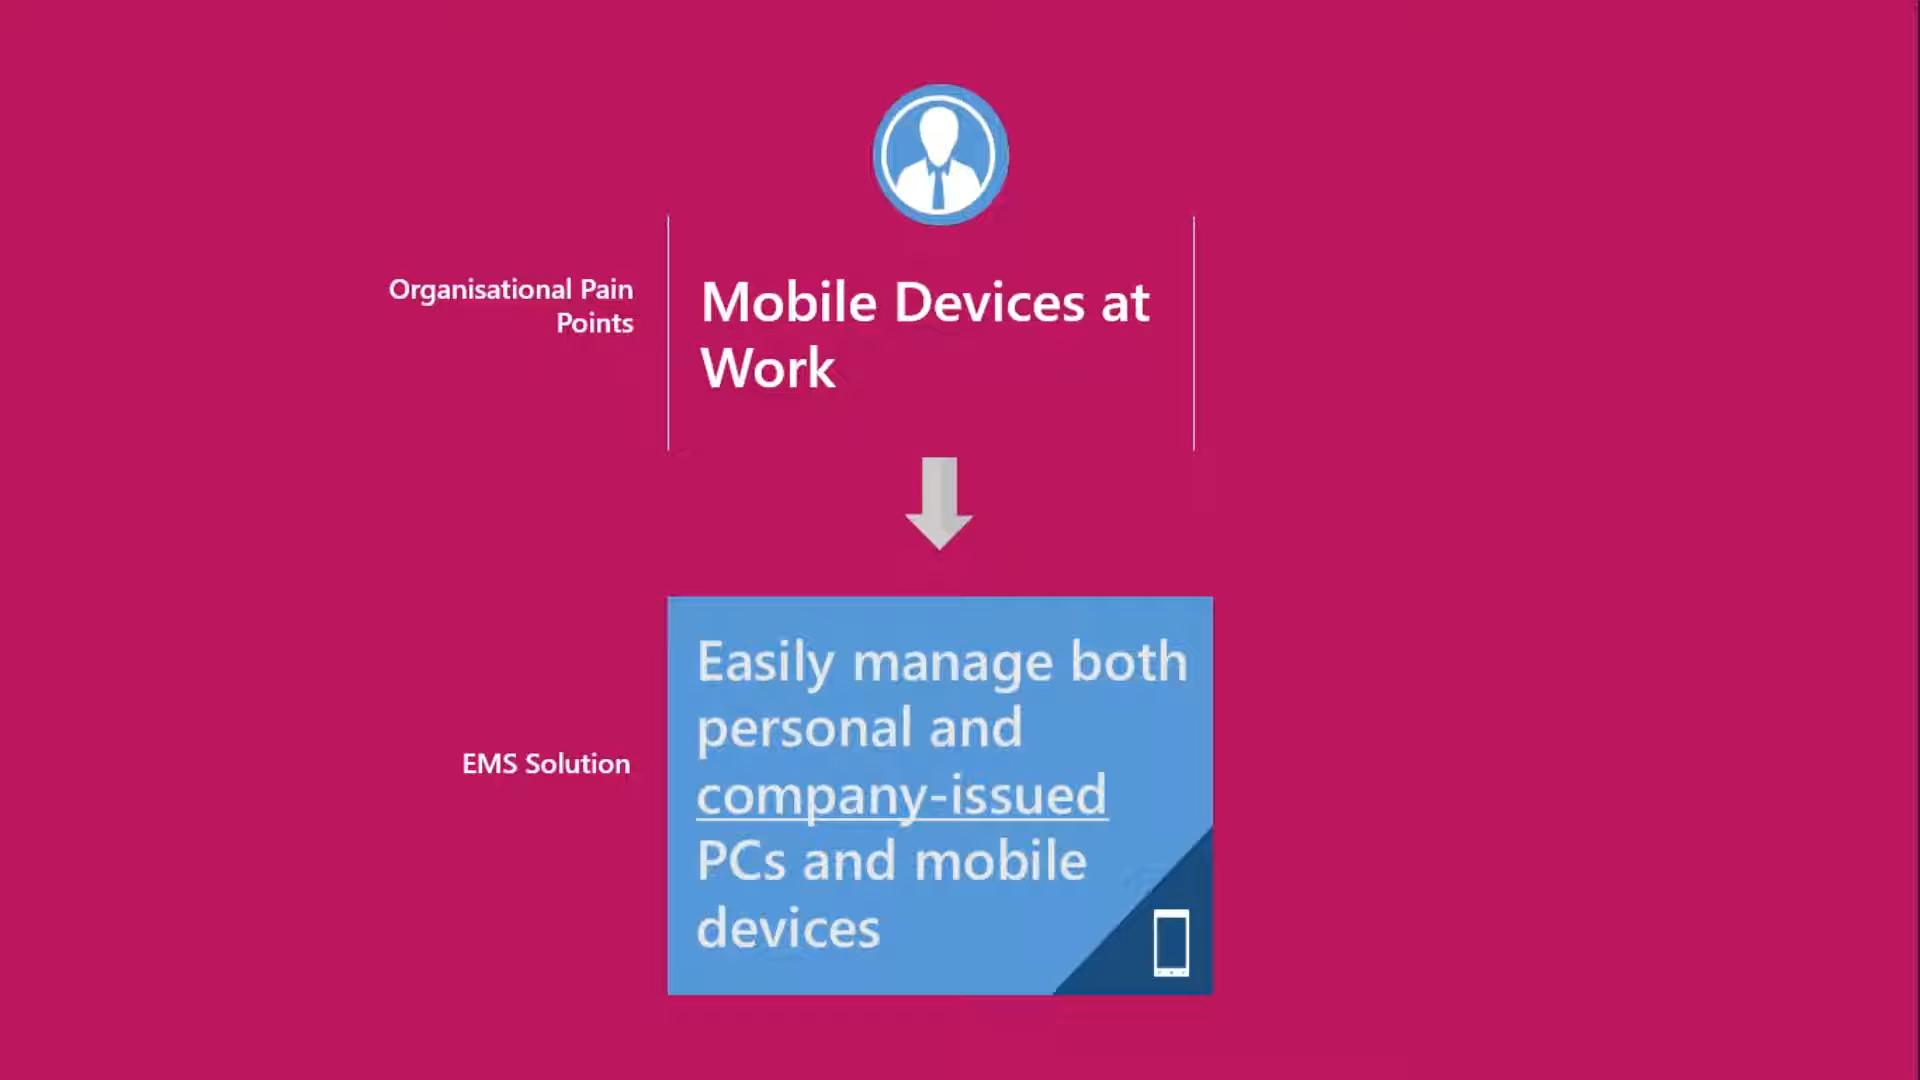 Organisational Pain
Points
Mobile Devices at
Work
EMS Solution
Easily manage both
personal and
company-issued
PCs and mobile
devices